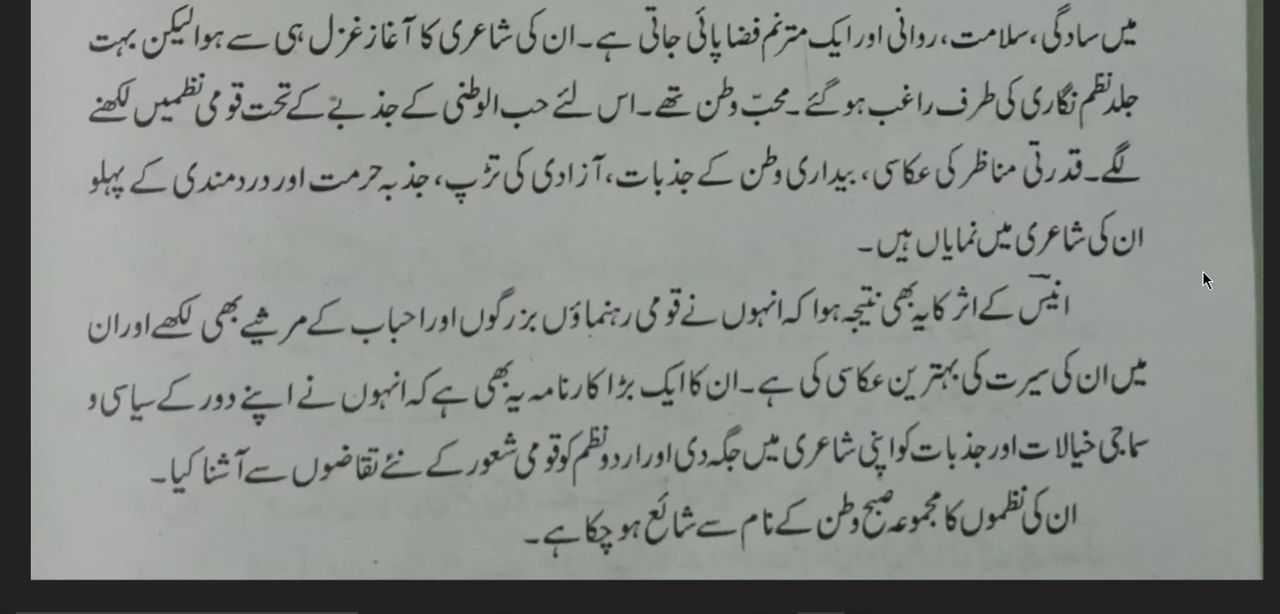 میں سادگی، سلامت، روانی اور ایک مترنم فضا پائی جاتی ہے۔ ان کی شاعری کا آغاز غزل ہی سے ہوا لیکن بہت
جلد نظم نگاری کی طرف راغب ہو گئے۔ محبّ وطن تھے۔ اس لئے حب الوطنی کے جذبے کے تحت قومی نظمیں لکھنے
لگے۔ قدرتی مناظر کی عکاسی، بیداری وطن کے جذبات، آزادی کی تڑپ، جذبہ حرمت اور دردمندی کے پہلو
ان کی شاعری میں نمایاں ہیں۔
انیسؔ کے اثر کا یہ بھی نتیجہ ہوا کہ انہوں نے قومی رہنماؤں بزرگوں اور احباب کے مرثیے بھی لکھے اور ان
میں ان کی سیرت کی بہترین عکاسی کی ہے۔ ان کا ایک بڑا کارنامہ یہ بھی ہے کہ انہوں نے اپنے دور کے سیاسی و
سماجی خیالات اور جذبات کو اپنی شاعری میں جگہ دی اور اردو نظم کو قومی شعور کے نئے تقاضوں سے آشنا کیا۔
ان کی نظموں کا مجموعہ صبح وطن کے نام سے شائع ہو چکا ہے۔